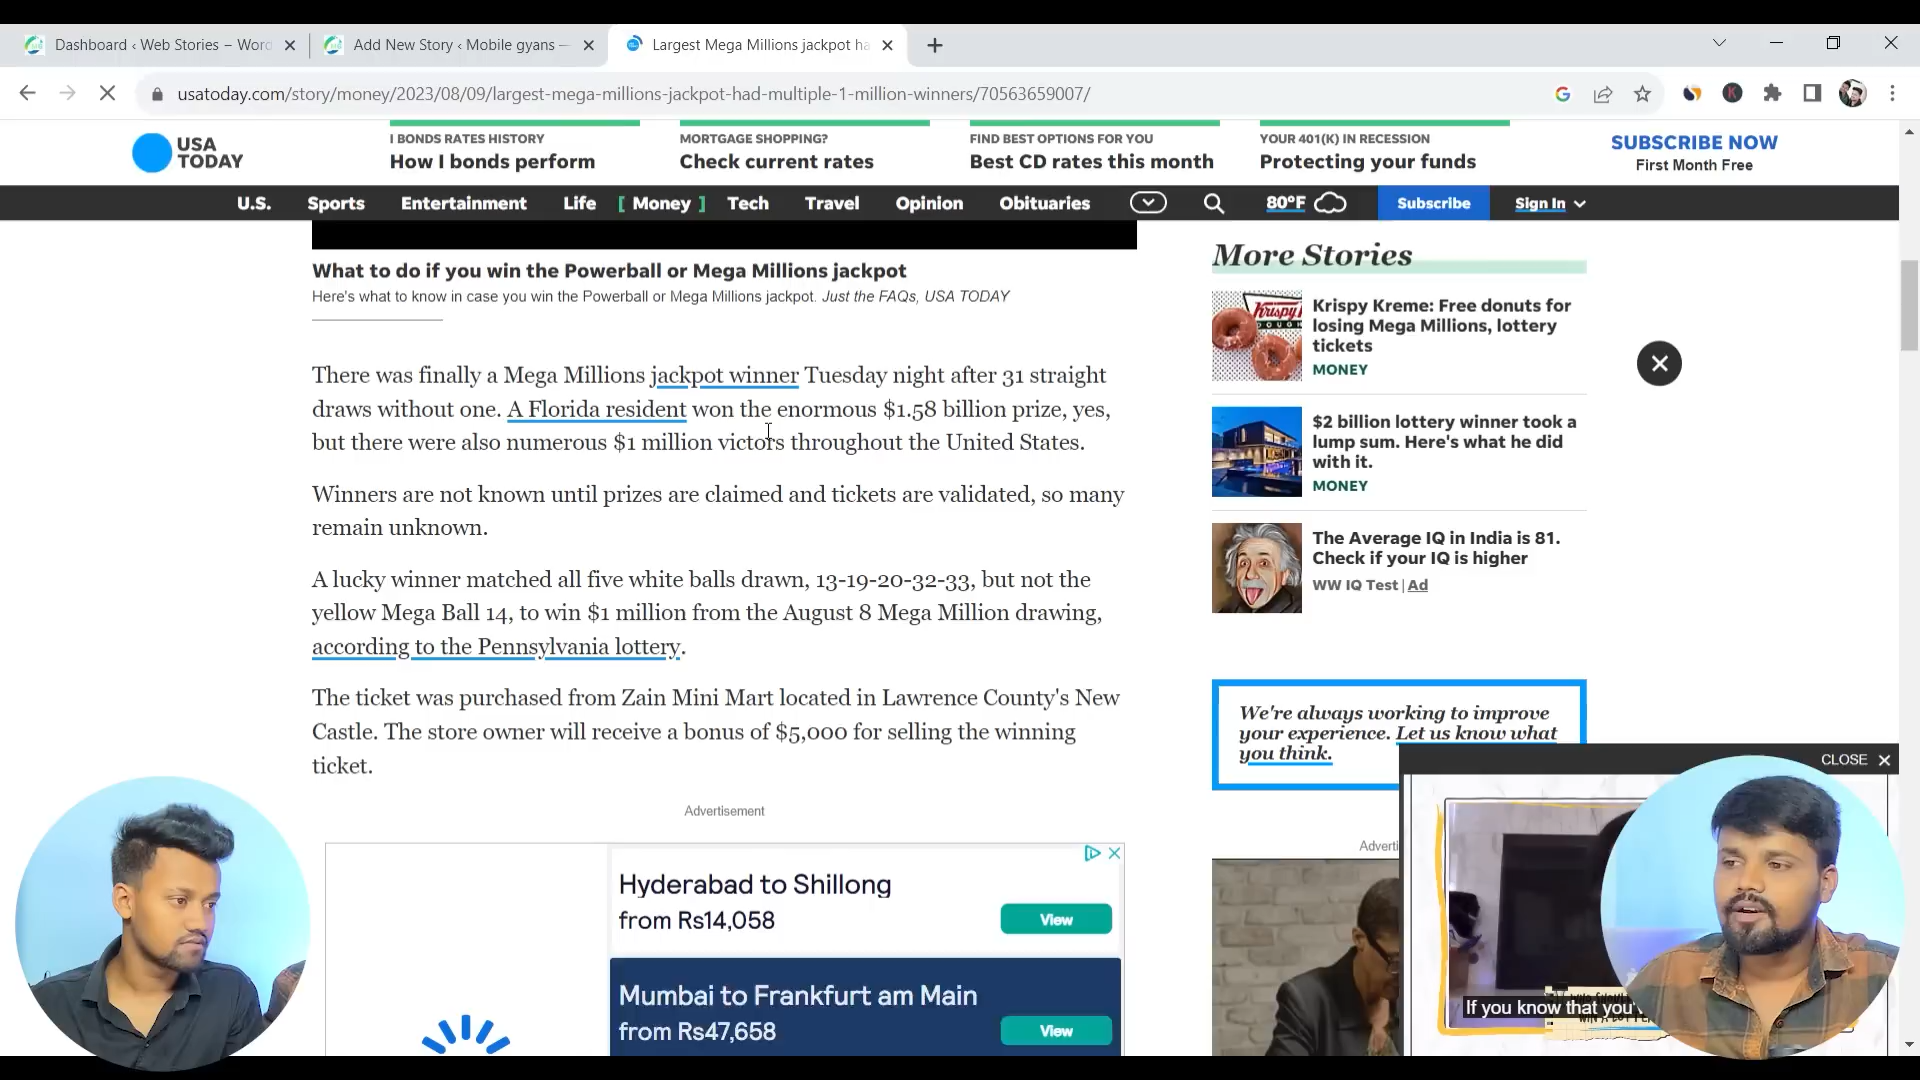 Dashboard ‹ Web Stories – Word
Add New Story ‹ Mobile gyans —
Largest Mega Millions jackpot ha
usatoday.com/story/money/2023/08/09/largest-mega-millions-jackpot-had-multiple-1-million-winners/70563659007/
USA
TODAY
I BONDS RATES HISTORY
How I bonds perform
MORTGAGE SHOPPING?
Check current rates
FIND BEST OPTIONS FOR YOU
Best CD rates this month
YOUR 401(K) IN RECESSION
Protecting your funds
SUBSCRIBE NOW
First Month Free
U.S. Sports Entertainment Life [ Money ] Tech Travel Opinion Obituaries 80°F Subscribe Sign In
What to do if you win the Powerball or Mega Millions jackpot
Here's what to know in case you win the Powerball or Mega Millions jackpot. Just the FAQs, USA TODAY
There was finally a Mega Millions jackpot winner Tuesday night after 31 straight
draws without one. A Florida resident won the enormous $1.58 billion prize, yes,
but there were also numerous $1 million victors throughout the United States.
Winners are not known until prizes are claimed and tickets are validated, so many
remain unknown.
A lucky winner matched all five white balls drawn, 13-19-20-32-33, but not the
yellow Mega Ball 14, to win $1 million from the August 8 Mega Million drawing,
according to the Pennsylvania lottery.
The ticket was purchased from Zain Mini Mart located in Lawrence County's New
Castle. The store owner will receive a bonus of $5,000 for selling the winning
ticket.
Advertisement
Hyderabad to Shillong
from Rs14,058
View
Mumbai to Frankfurt am Main
from Rs47,658
View
More Stories
Krispy Kreme: Free donuts for
losing Mega Millions, lottery
tickets
MONEY
$2 billion lottery winner took a
lump sum. Here's what he did
with it.
MONEY
The Average IQ in India is 81.
Check if your IQ is higher
WW IQ Test | Ad
We're always working to improve
your experience. Let us know what
you think.
CLOSE
Adverti
If you know that you